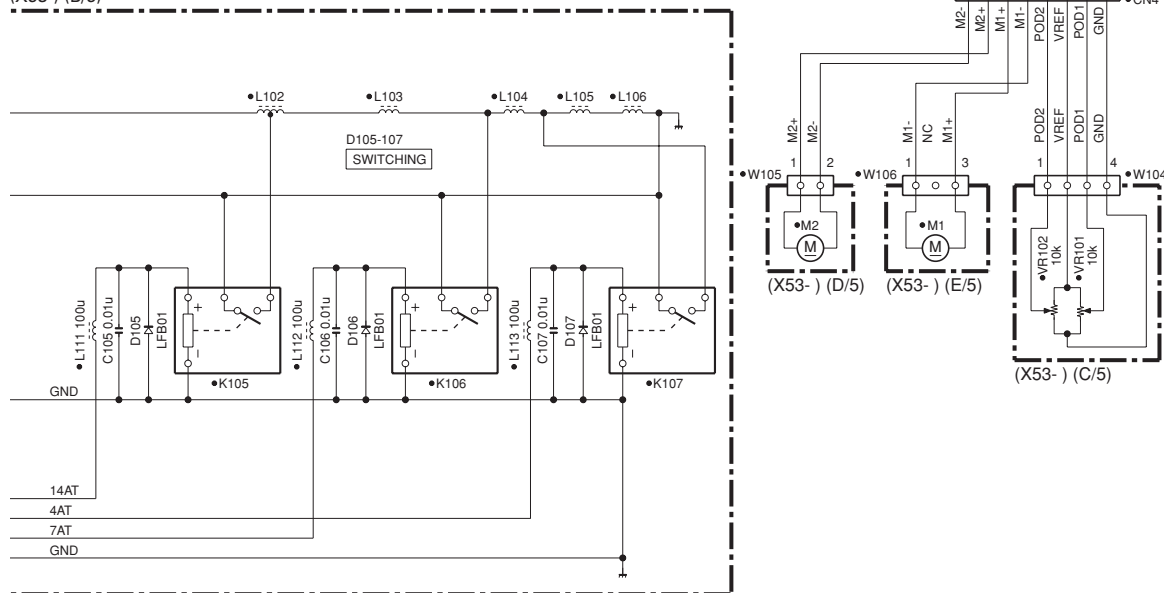 M2-
M2+
M1+
M1-
POD2
VREF
POD1
GND
L102
L103
L104
L105
L106
D105-107
SWITCHING
M2+
M2-
M1-
NC
M1+
POD2
VREF
POD1
GND
W105
1
2
W106
1
3
1
4
W104
M2
M
M1
M
VR102
10k
VR101
10k
(X53- ) (D/5)
(X53- ) (E/5)
(X53- ) (C/5)
L111 100u
C105 0.01u
D105
LFB01
+
–
K105
L112 100u
C106 0.01u
D106
LFB01
+
–
K106
L113 100u
C107 0.01u
D107
LFB01
+
–
K107
GND
14AT
4AT
7AT
GND